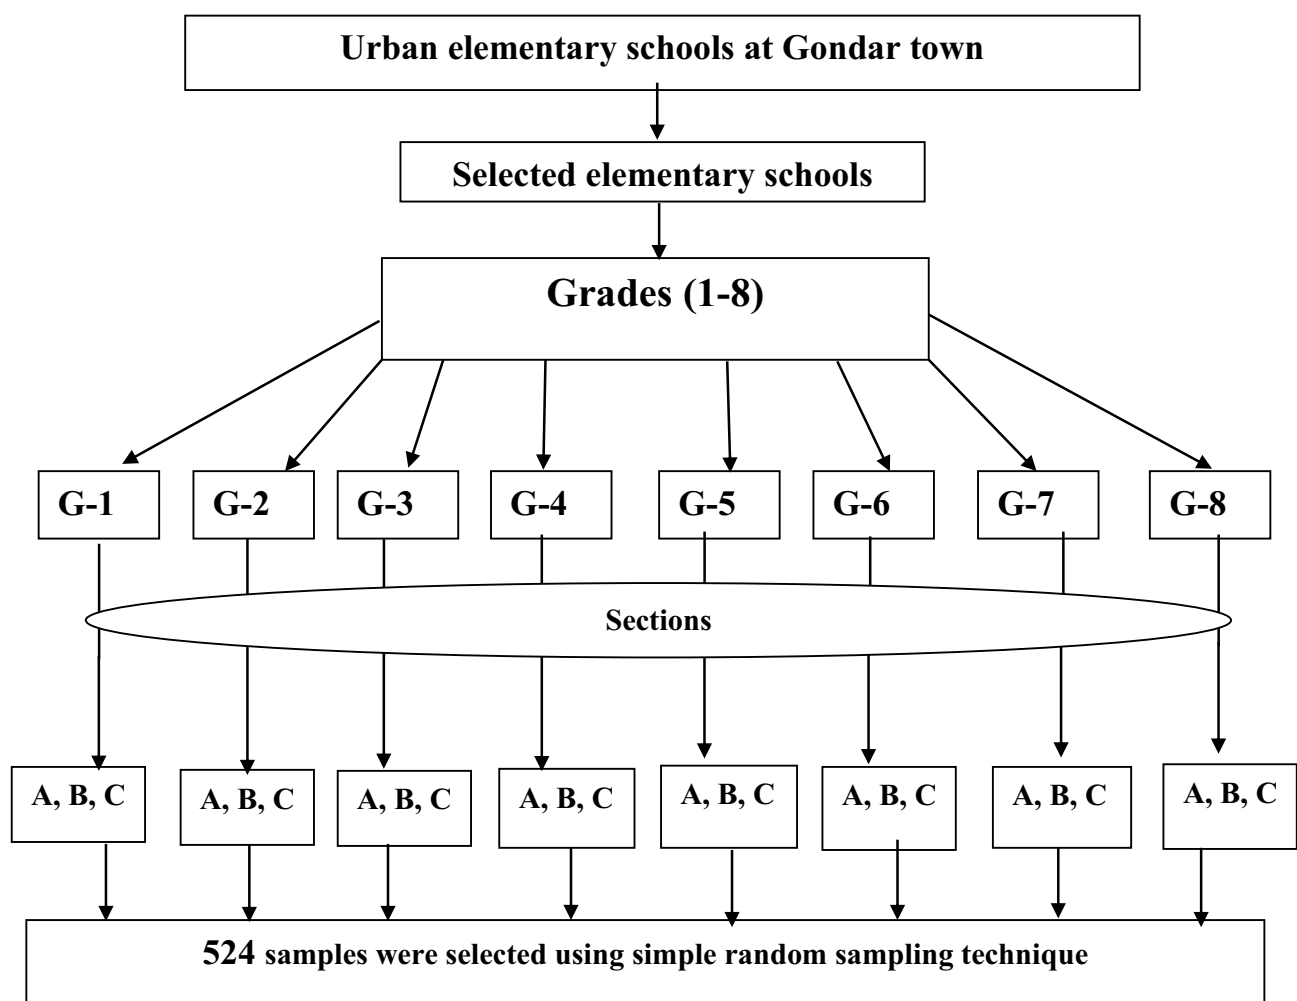 Urban elementary schools at Gondar town
Selected elementary schools
Grades (1-8)
G-1
G-2
G-3
G-4
G-5
G-6
G-7
G-8
Sections
A, B, C
A, B, C
A, B, C
A, B, C
A, B, C
A, B, C
A, B, C
A, B, C
524 samples were selected using simple random sampling technique